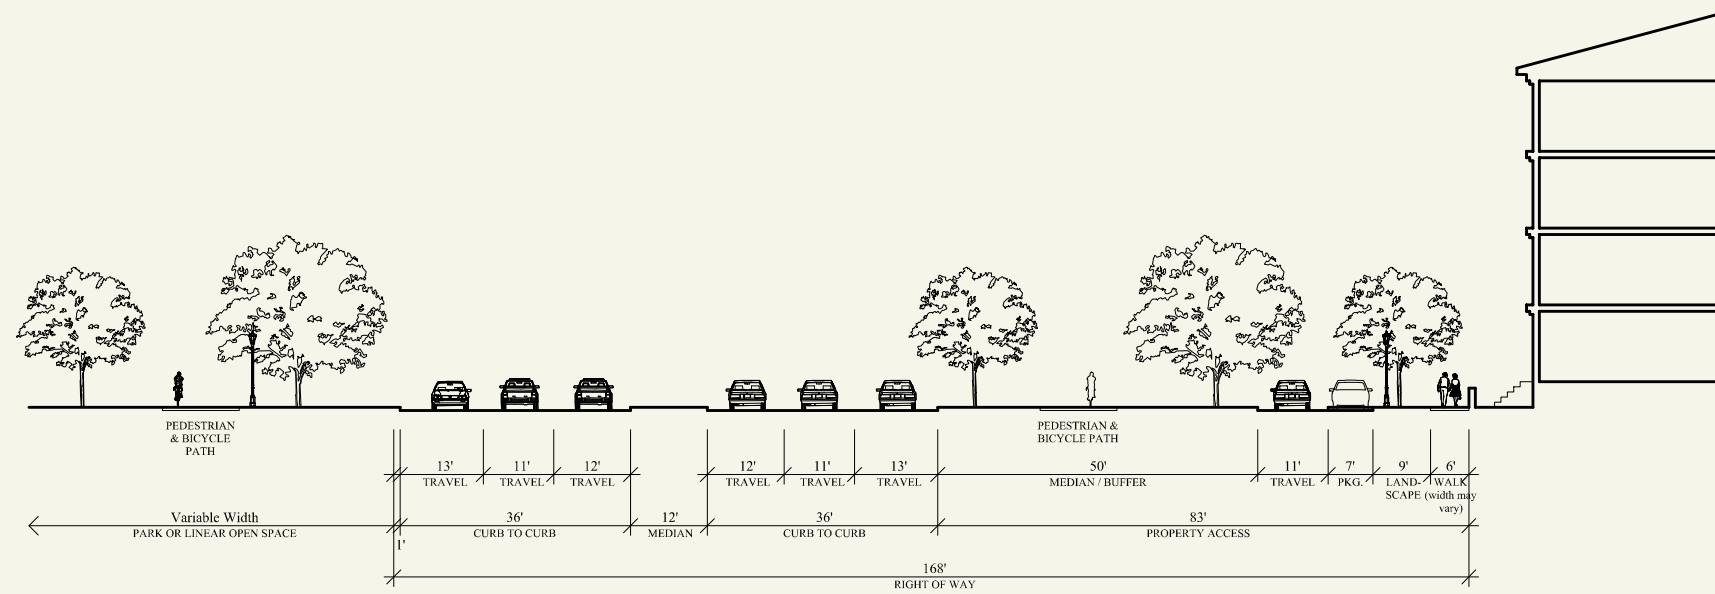 PEDESTRIAN
& BICYCLE
PATH
PEDESTRIAN &
BICYCLE PATH
13' 11' 12' 12' 11' 13' 50' 11' 7' 9' 6'
TRAVEL TRAVEL TRAVEL TRAVEL TRAVEL TRAVEL MEDIAN / BUFFER TRAVEL PKG. LAND- WALK
SCAPE (width may
vary)
Variable Width 36' 12' 36' 83'
PARK OR LINEAR OPEN SPACE CURB TO CURB MEDIAN CURB TO CURB PROPERTY ACCESS
1'
168'
RIGHT OF WAY